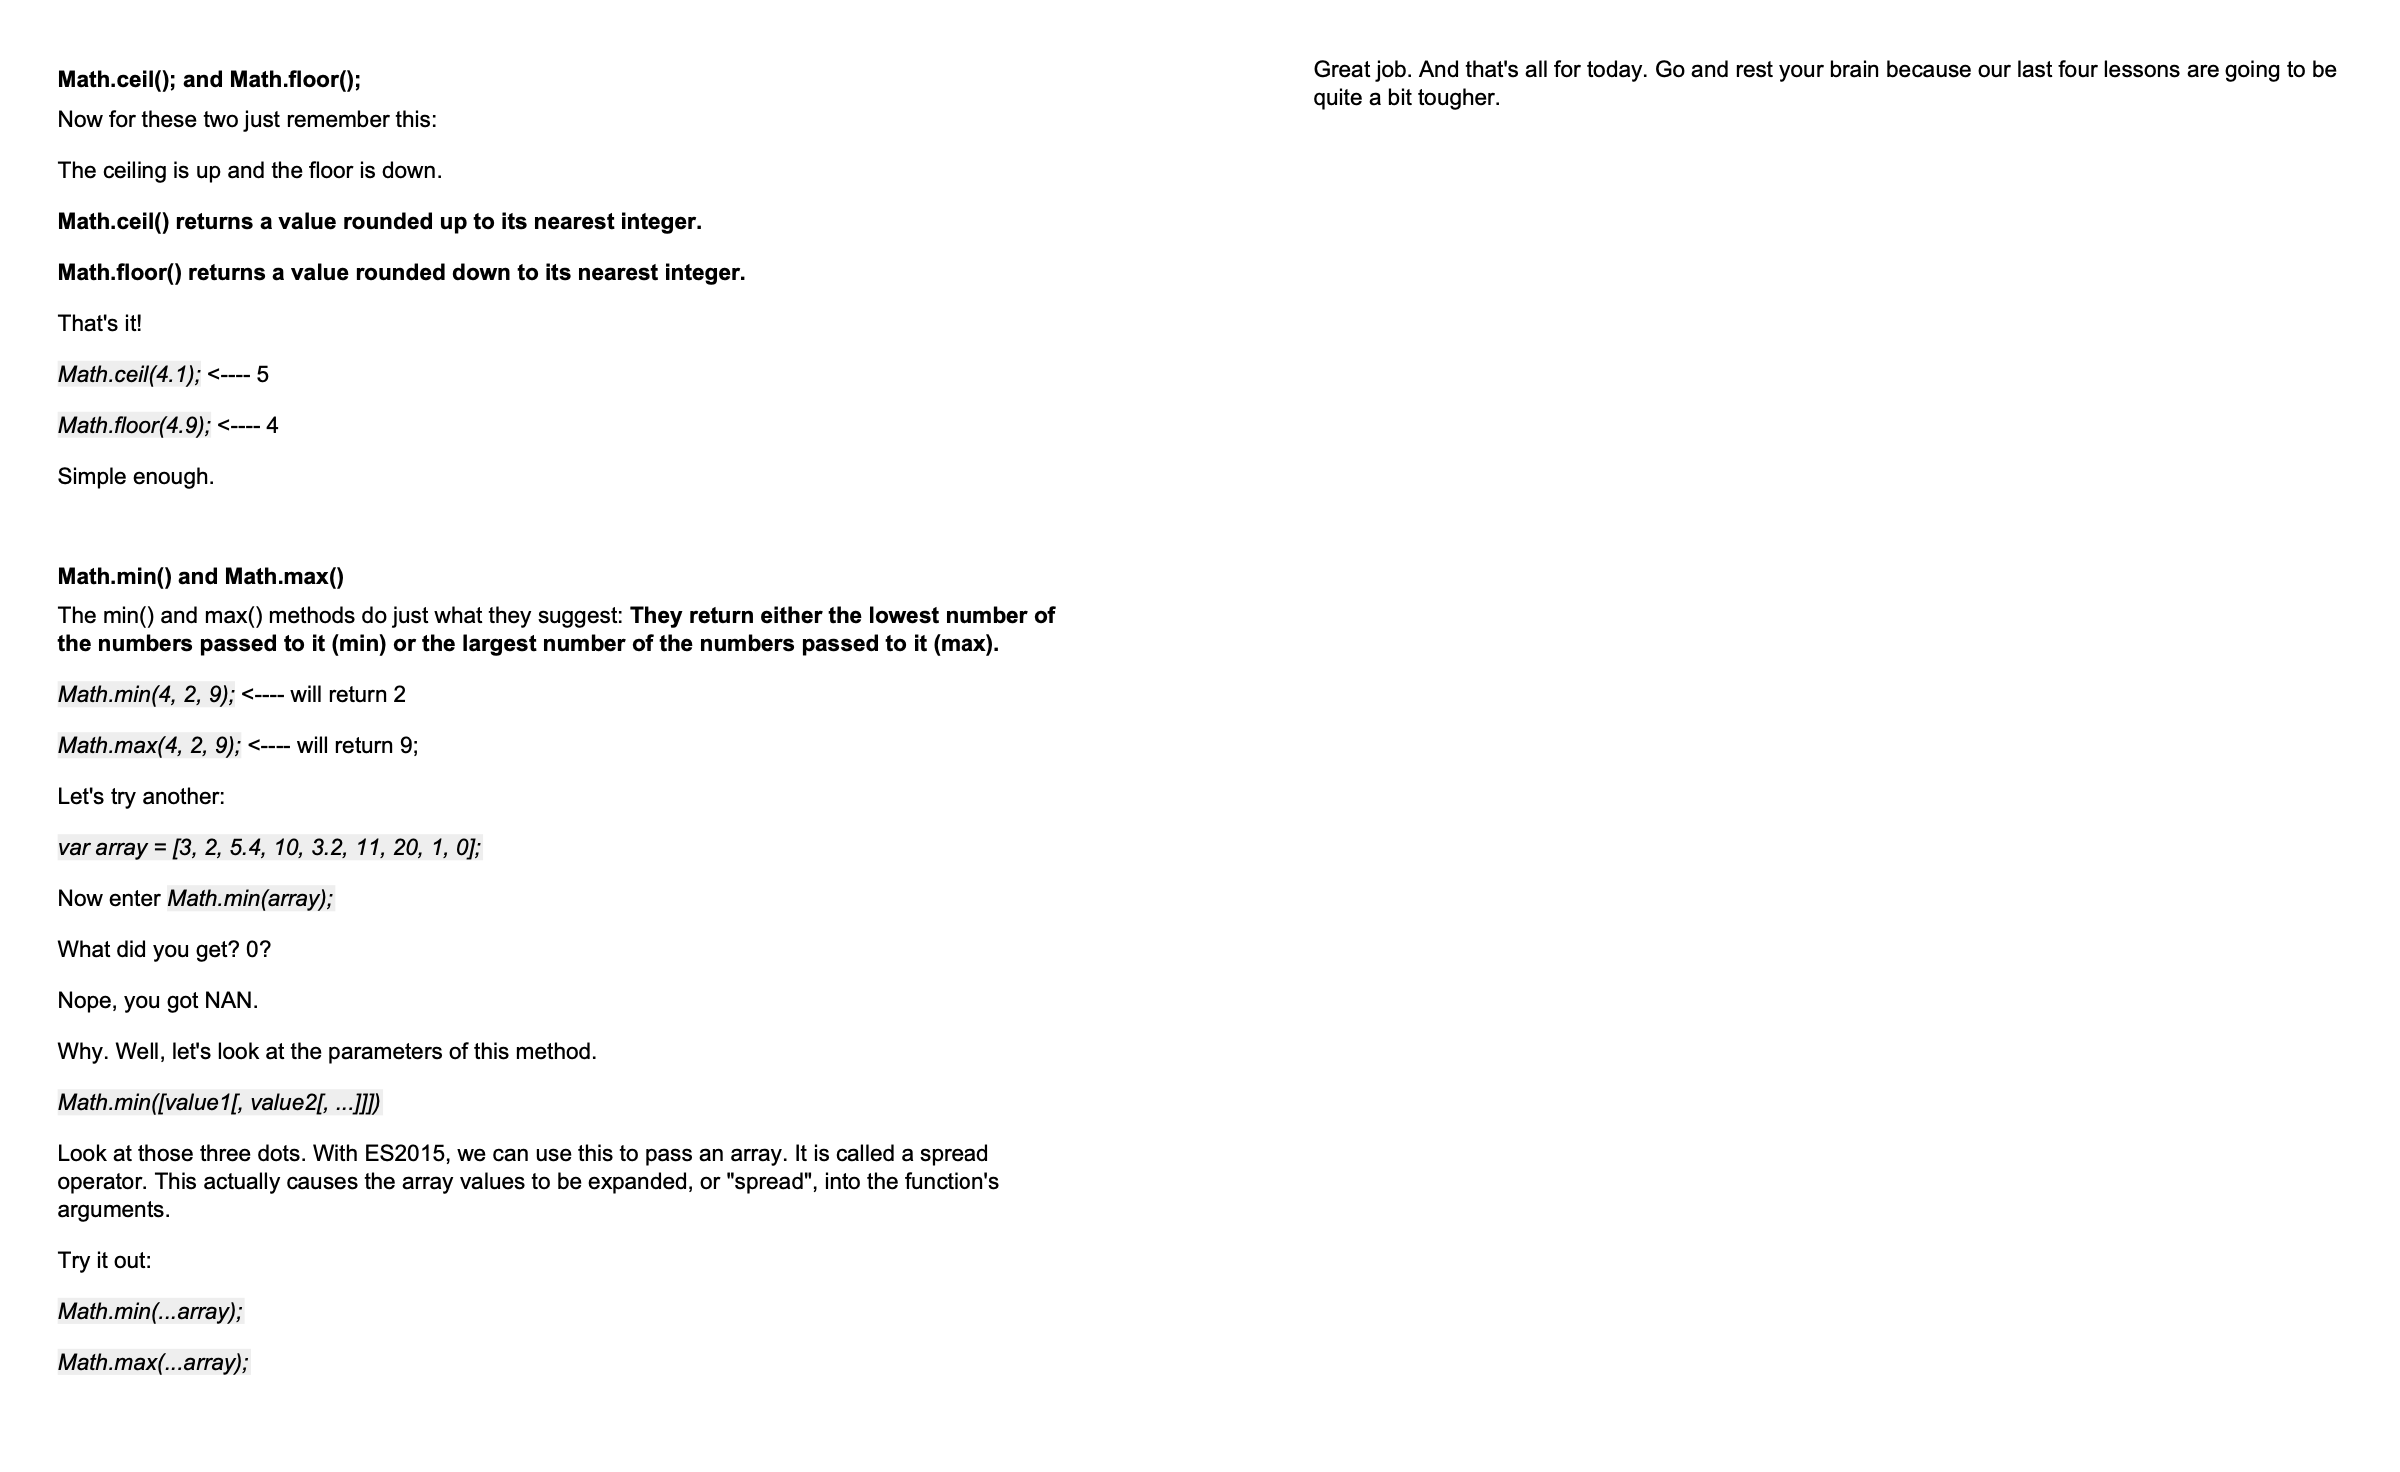 Math.ceil(); and Math.floor();
Now for these two just remember this:
The ceiling is up and the floor is down.
Math.ceil() returns a value rounded up to its nearest integer.
Math.floor() returns a value rounded down to its nearest integer.
That's it!
Math.ceil(4.1); <---- 5
Math.floor(4.9); <---- 4
Simple enough.
Math.min() and Math.max()
The min() and max() methods do just what they suggest: They return either the lowest number of
the numbers passed to it (min) or the largest number of the numbers passed to it (max).
Math.min(4, 2, 9); <---- will return 2
Math.max(4, 2, 9); <---- will return 9;
Let's try another:
var array = [3, 2, 5.4, 10, 3.2, 11, 20, 1, 0];
Now enter Math.min(array);
What did you get? 0?
Nope, you got NAN.
Why. Well, let's look at the parameters of this method.
Math.min([value1[, value2[, ...]]])
Look at those three dots. With ES2015, we can use this to pass an array. It is called a spread
operator. This actually causes the array values to be expanded, or "spread", into the function's
arguments.
Try it out:
Math.min(...array);
Math.max(...array);
Great job. And that's all for today. Go and rest your brain because our last four lessons are going to be
quite a bit tougher.